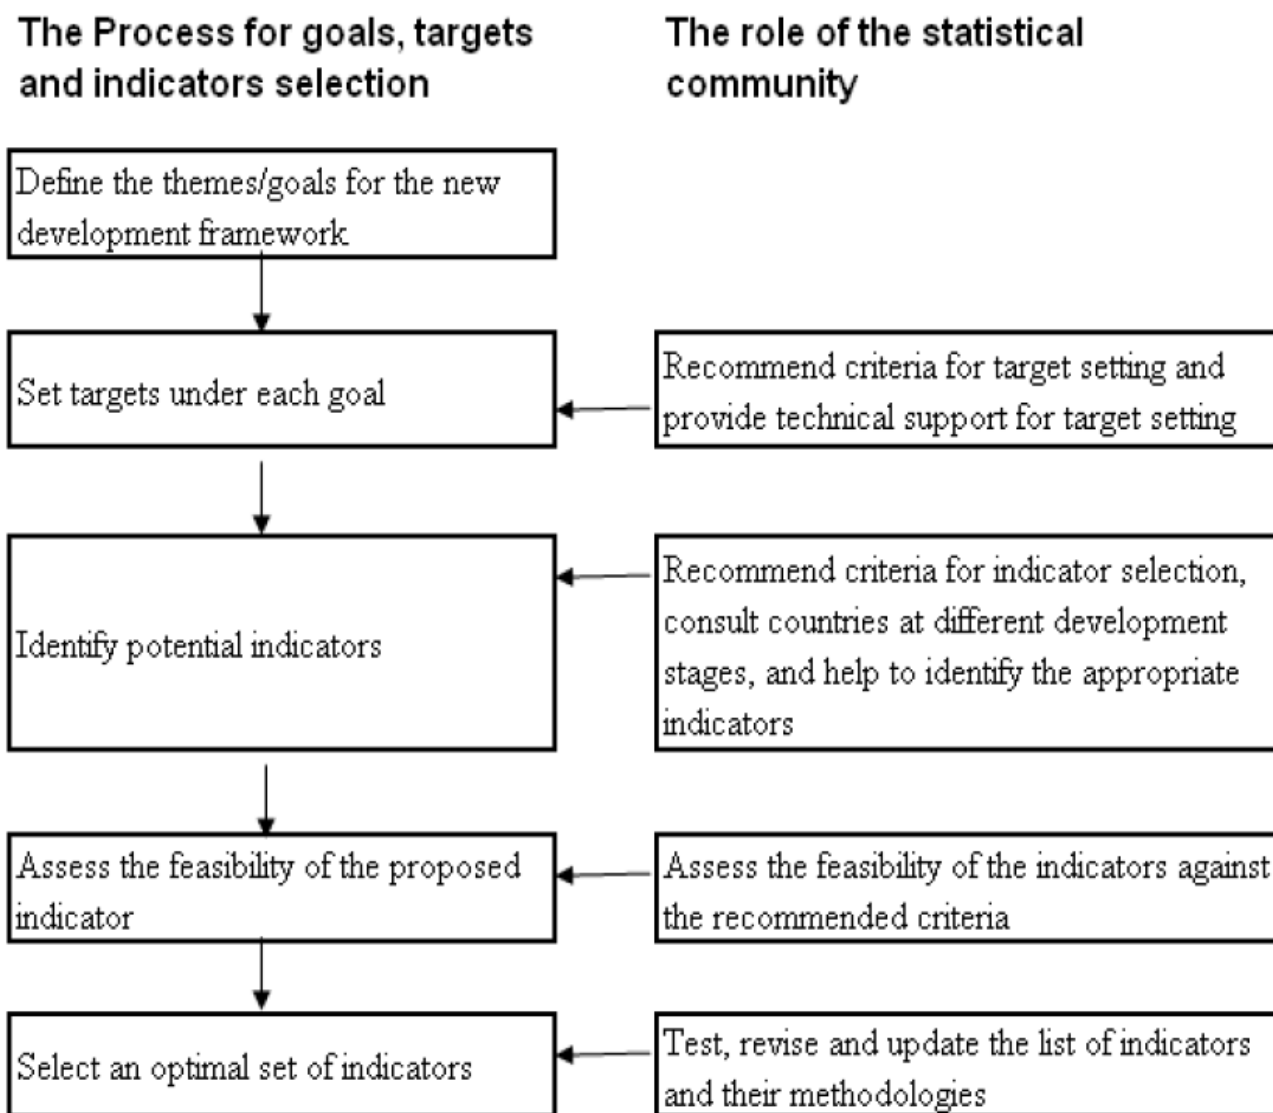 The Process for goals, targets
and indicators selection
The role of the statistical
community
Define the themes/goals for the new
development framework
Set targets under each goal
Recommend criteria for target setting and
provide technical support for target setting
Identify potential indicators
Recommend criteria for indicator selection,
consult countries at different development
stages, and help to identify the appropriate
indicators
Assess the feasibility of the proposed
indicator
Assess the feasibility of the indicators against
the recommended criteria
Select an optimal set of indicators
Test, revise and update the list of indicators
and their methodologies